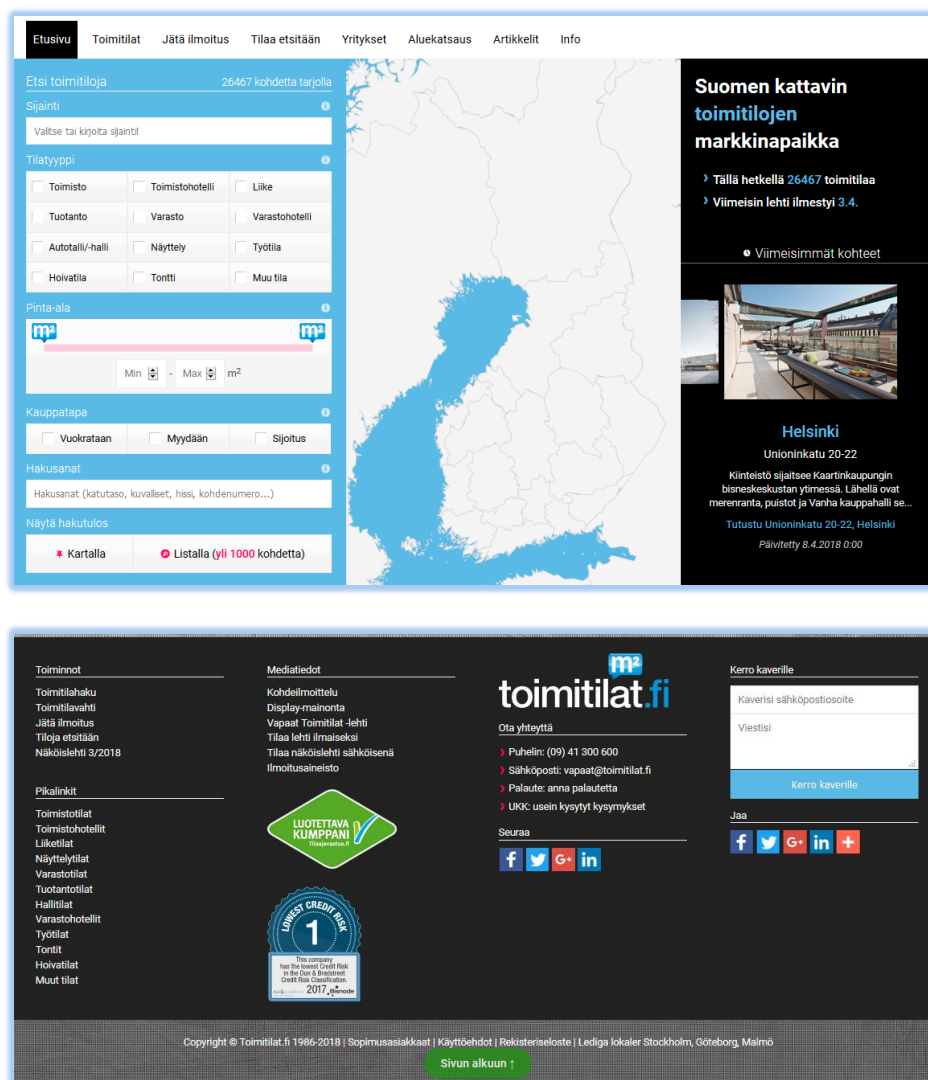 Etusivu Toimitilat Jätä ilmoitus Tilaa etsitään Yritykset Aluekatsaus Artikkelit Info
Etsi toimitiloja 26467 kohdetta tarjolla
Sijainti
Valitse tai kirjoita sijainti!
Tilatyyppi
Toimisto Toimistohotelli Liike
Tuotanto Varasto Varastohotelli
Autotalli/-halli Näyttely Työtila
Hoivatila Tontti Muu tila
Pinta-ala
m² m²
Min - Max m²
Kauppatapa
Vuokrataan Myydään Sijoitus
Hakusanat
Hakusanat (katutaso, kuvalliset, hissi, kohdenumero...)
Näytä hakutulos
Kartalla Listalla (yli 1000 kohdetta)
Suomen kattavin
toimitilojen
markkinapaikka
Tällä hetkellä 26467 toimitilaa
Viimeisin lehti ilmestyi 3.4.
Viimeisimmät kohteet
Helsinki
Unioninkatu 20-22
Kiinteistö sijaitsee Kaartinkaupungin
bisneskeskustan ytimessä. Lähellä ovat
merenranta, puistot ja Vanha kauppahalli se...
Tutustu Unioninkatu 20-22, Helsinki
Päivitetty 8.4.2018 0:00
Toiminnot
Toimitilahaku
Toimitilavahti
Jätä ilmoitus
Tiloja etsitään
Näköislehti 3/2018
Pikalinkit
Toimistotilat
Toimistohotellit
Liiketilat
Näyttelytilat
Varastotilat
Tuotantotilat
Hallitilat
Varastohotellit
Työtilat
Tontit
Hoivatilat
Muut tilat
Mediatiedot
Kohdeilmoittelu
Display-mainonta
Vapaat Toimitilat -lehti
Tilaa lehti ilmaiseksi
Tilaa näköislehti sähköisenä
Ilmoitusaineisto
LUOTETTAVA
KUMPPANI
Tilaajavastuu.fi
LOWEST CREDIT RISK
1
This company
has the lowest Credit Risk
in the Dun & Bradstreet
Credit Risk Classification.
2017 Bisnode
m²
toimitilat.fi
Ota yhteyttä
Puhelin: (09) 41 300 600
Sähköposti: vapaat@toimitilat.fi
Palaute: anna palautetta
UKK: usein kysytyt kysymykset
Seuraa
f G+ in
Kerro kaverille
Kaverisi sähköpostiosoite
Viestisi
Kerro kaverille
Jaa
f G+ in +
Copyright © Toimitilat.fi 1986-2018 | Sopimusasiakkaat | Käyttöehdot | Rekisteriseloste | Lediga lokaler Stockholm, Göteborg, Malmö
Sivun alkuun ↑